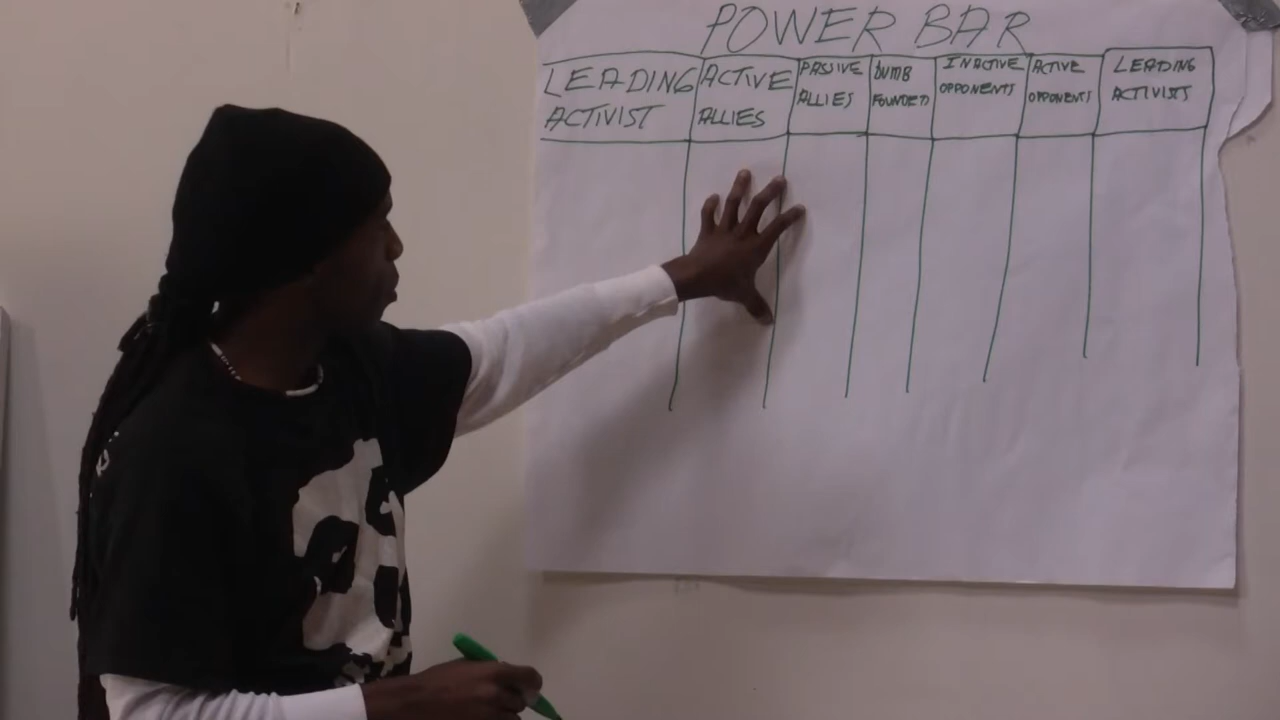 POWER BAR
LEADING
ACTIVIST
ACTIVE
ALLIES
PASSIVE
ALLIES
DUMB
FOUNDED
INACTIVE
OPPONENTS
ACTIVE
OPPONENTS
LEADING
ACTIVISTS